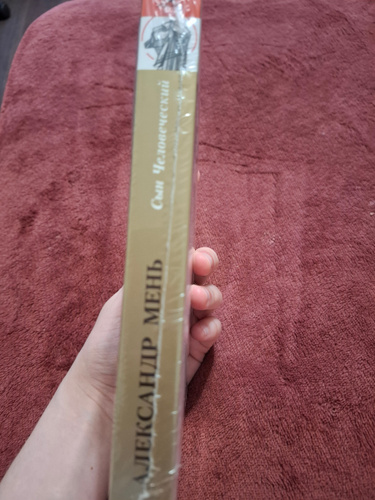 АЛЕКСАНДР МЕНЬ
Сын Человеческий